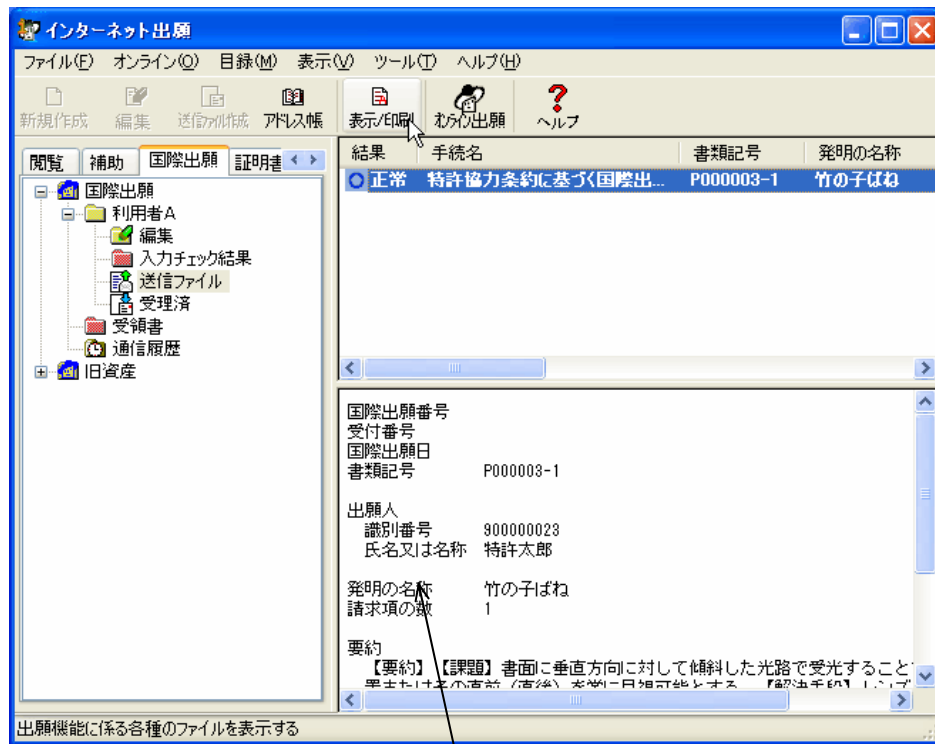 インターネット出願
ファイル(F) オンライン(O) 目録(M) 表示(V) ツール(T) ヘルプ(H)
新規作成 編集 送信ファイル作成 アドレス帳 表示/印刷 オンライン出願 ヘルプ
閲覧 補助 国際出願 証明書
国際出願
利用者A
編集
入力チェック結果
送信ファイル
受理済
受領書
通信履歴
旧資産
結果 手続名 書類記号 発明の名称
正常 特許協力条約に基づく国際出... P000003-1 竹の子ばね
国際出願番号
受付番号
国際出願日
書類記号 P000003-1
出願人
識別番号 900000023
氏名又は名称 特許太郎
発明の名称 竹の子ばね
請求項の数 1
要約
【要約】【課題】書面に垂直方向に対して傾斜した光路で受光すること
出願機能に係る各種のファイルを表示する